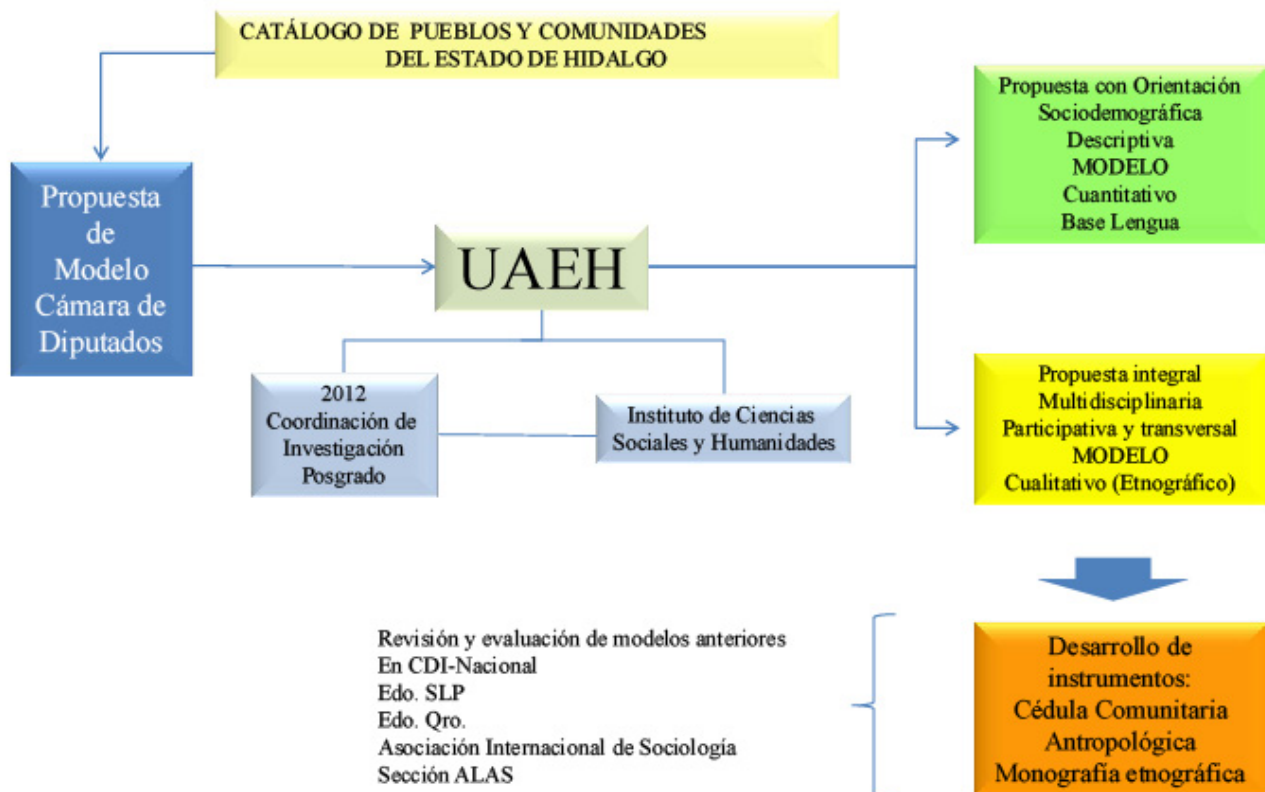 CATÁLOGO DE PUEBLOS Y COMUNIDADES
DEL ESTADO DE HIDALGO
Propuesta
de
Modelo
Cámara de
Diputados
UAEH
2012
Coordinación de
Investigación
Posgrado
Instituto de Ciencias
Sociales y Humanidades
Propuesta con Orientación
Sociodemográfica
Descriptiva
MODELO
Cuantitativo
Base Lengua
Propuesta integral
Multidisciplinaria
Participativa y transversal
MODELO
Cualitativo (Etnográfico)
Revisión y evaluación de modelos anteriores
En CDI-Nacional
Edo. SLP
Edo. Qro.
Asociación Internacional de Sociología
Sección ALAS
Desarrollo de
instrumentos:
Cédula Comunitaria
Antropológica
Monografía etnográfica